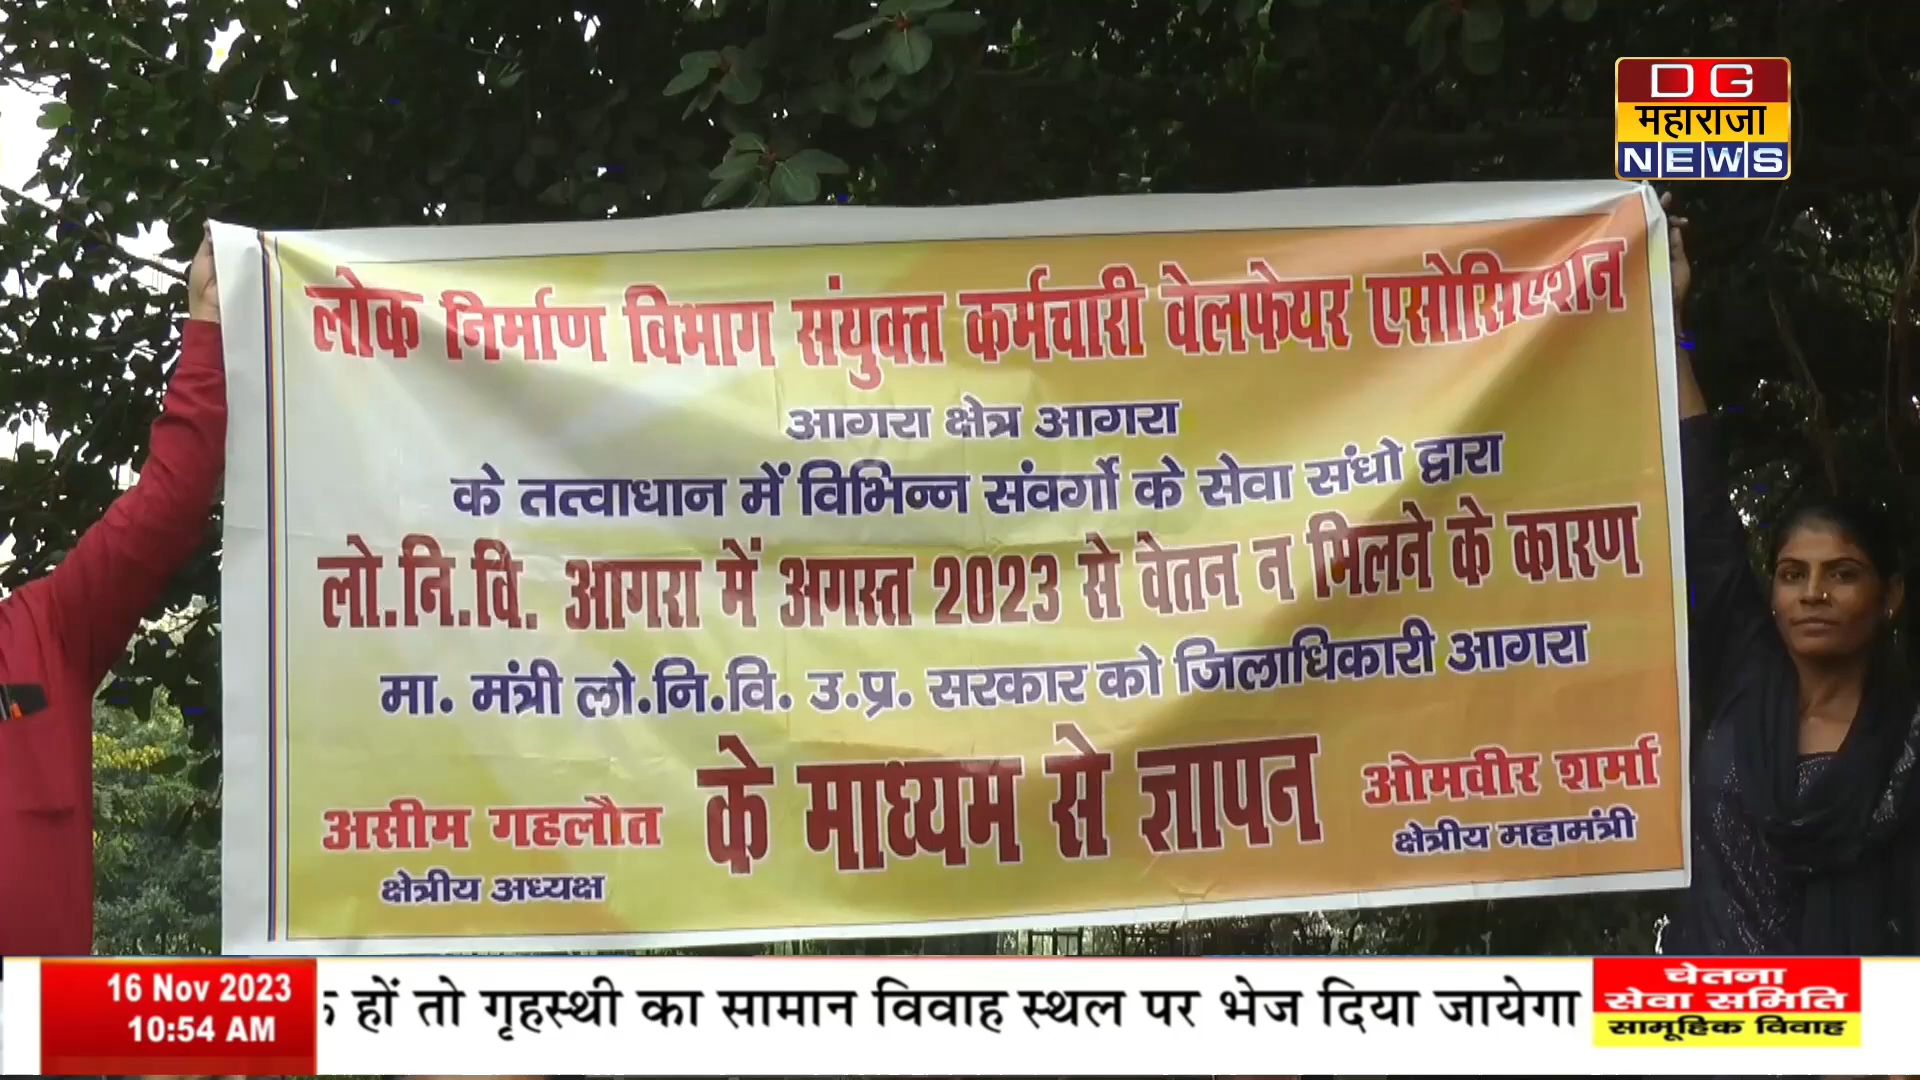 DG
महाराजा
NEWS
लोक निर्माण विभाग संयुक्त कर्मचारी वेलफेयर एसोसिएशन
आगरा क्षेत्र आगरा
के तत्वाधान में विभिन्न संवर्गो के सेवा संधो द्वारा
लो.नि.वि. आगरा में अगस्त 2023 से वेतन न मिलने के कारण
मा. मंत्री लो.नि.वि. उ.प्र. सरकार को जिलाधिकारी आगरा
के माध्यम से ज्ञापन
असीम गहलौत
क्षेत्रीय अध्यक्ष
ओमवीर शर्मा
क्षेत्रीय महामंत्री
16 Nov 2023
10:54 AM
हों तो गृहस्थी का सामान विवाह स्थल पर भेज दिया जायेगा
चेतना
सेवा समिति
सामूहिक विवाह